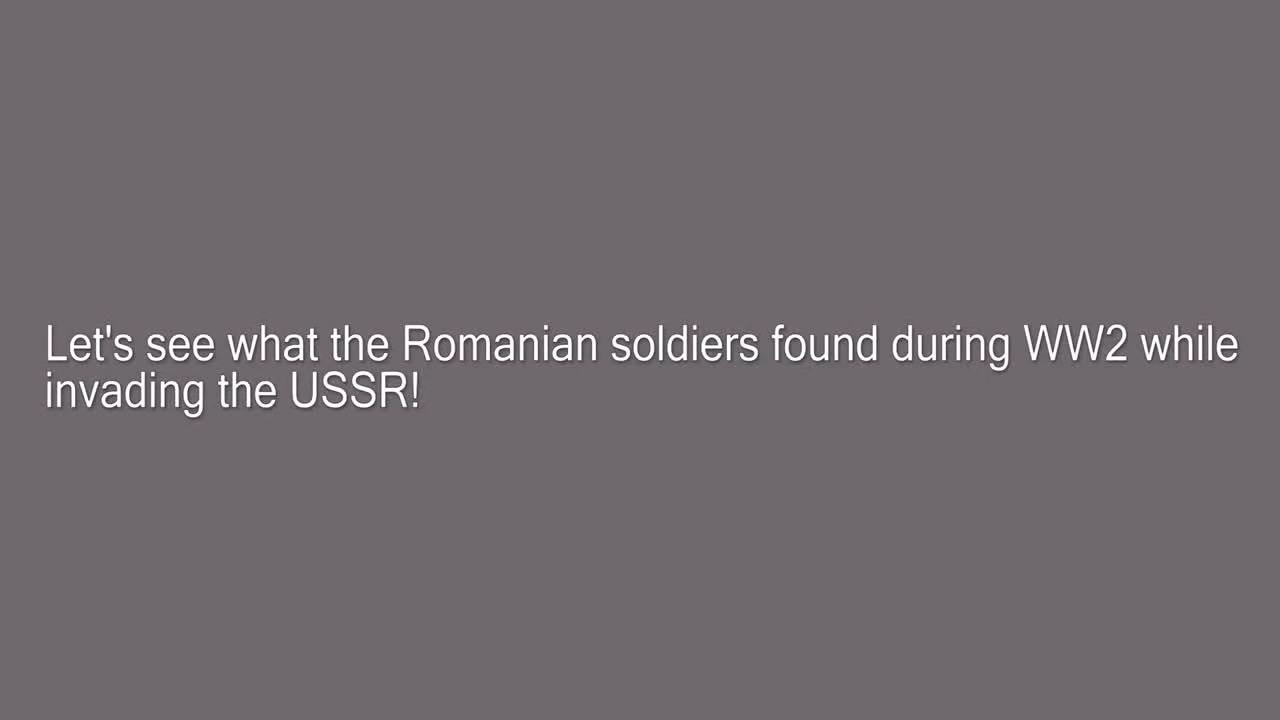 Let's see what the Romanian soldiers found during WW2 while
invading the USSR!